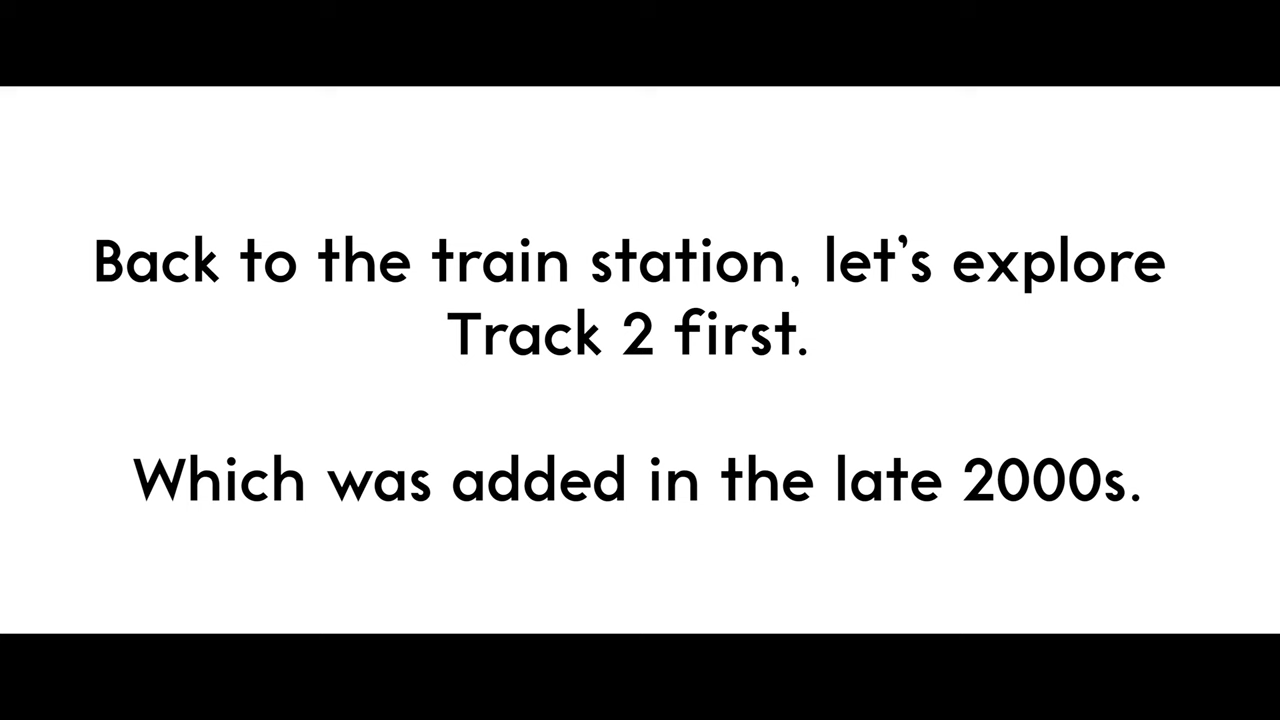 Back to the train station, let’s explore
Track 2 first.
Which was added in the late 2000s.